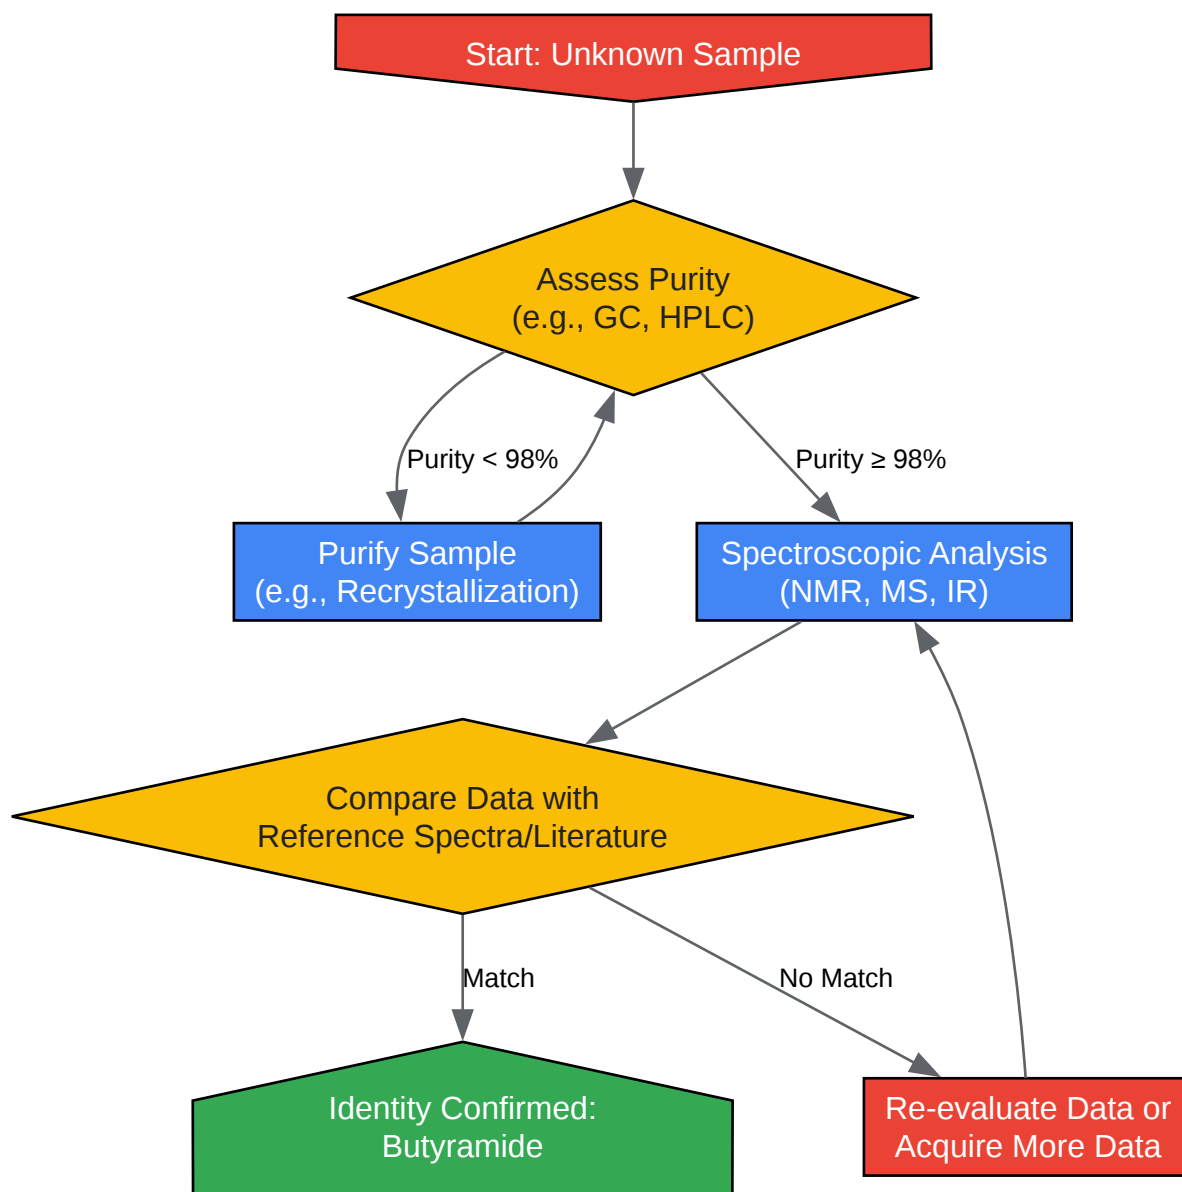 Start: Unknown Sample
Assess Purity
(e.g., GC, HPLC)
Purity < 98%
Purity ≥ 98%
Purify Sample
(e.g., Recrystallization)
Spectroscopic Analysis
(NMR, MS, IR)
Compare Data with
Reference Spectra/Literature
Match
No Match
Identity Confirmed:
Butyramide
Re-evaluate Data or
Acquire More Data